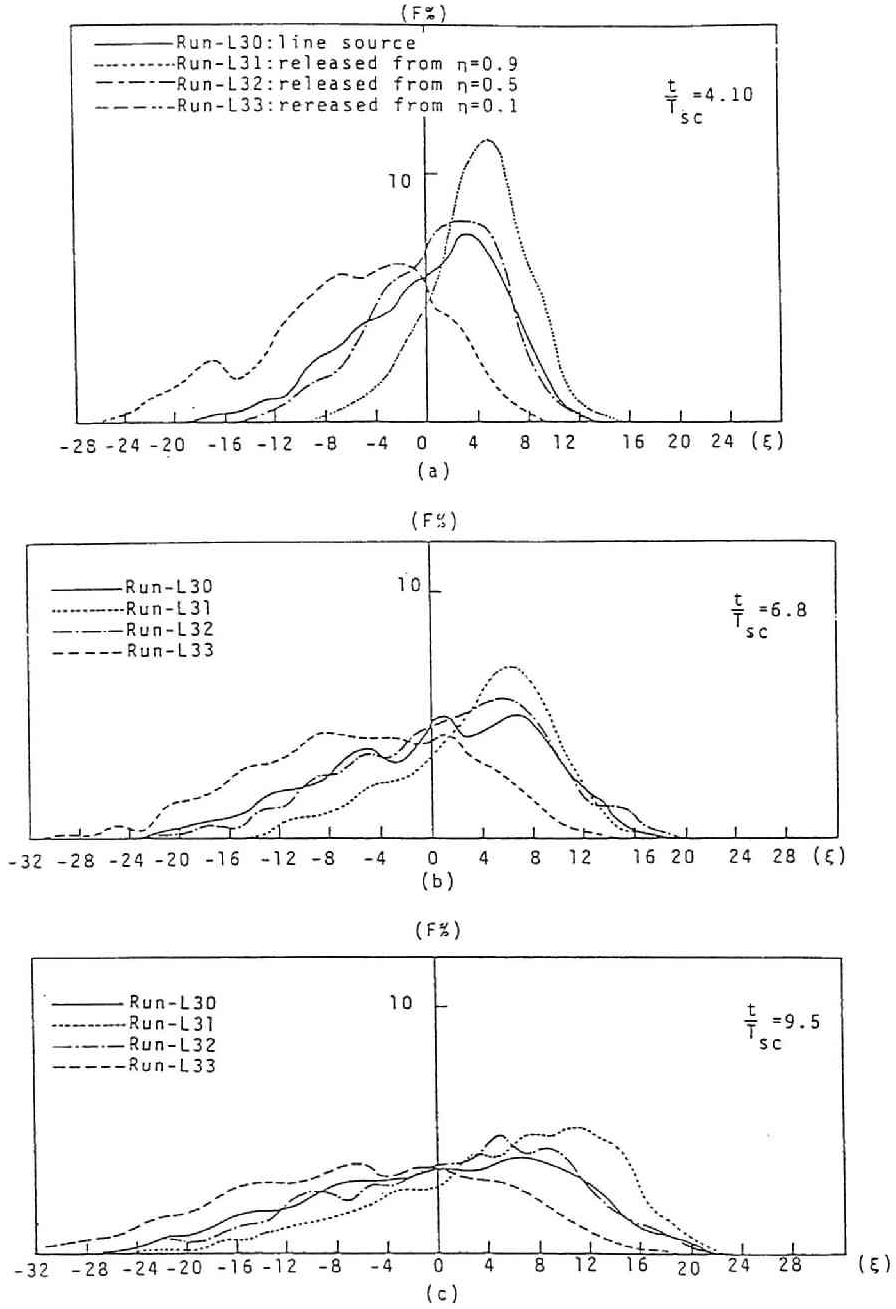 (F%)
Run-L30:line source
Run-L31:released from η=0.9
Run-L32:released from η=0.5
Run-L33:rereased from η=0.1
t/Tsc =4.10
10
-28 -24 -20 -16 -12 -8 -4 0 4 8 12 16 20 24 (ξ)
(a)
(F%)
10
Run-L30
Run-L31
Run-L32
Run-L33
t/Tsc =6.8
-32 -28 -24 -20 -16 -12 -8 -4 0 4 8 12 16 20 24 28 (ξ)
(b)
(F%)
10
Run-L30
Run-L31
Run-L32
Run-L33
t/Tsc =9.5
-32 -28 -24 -20 -16 -12 -8 -4 0 4 8 12 16 20 24 28 (ξ)
(c)